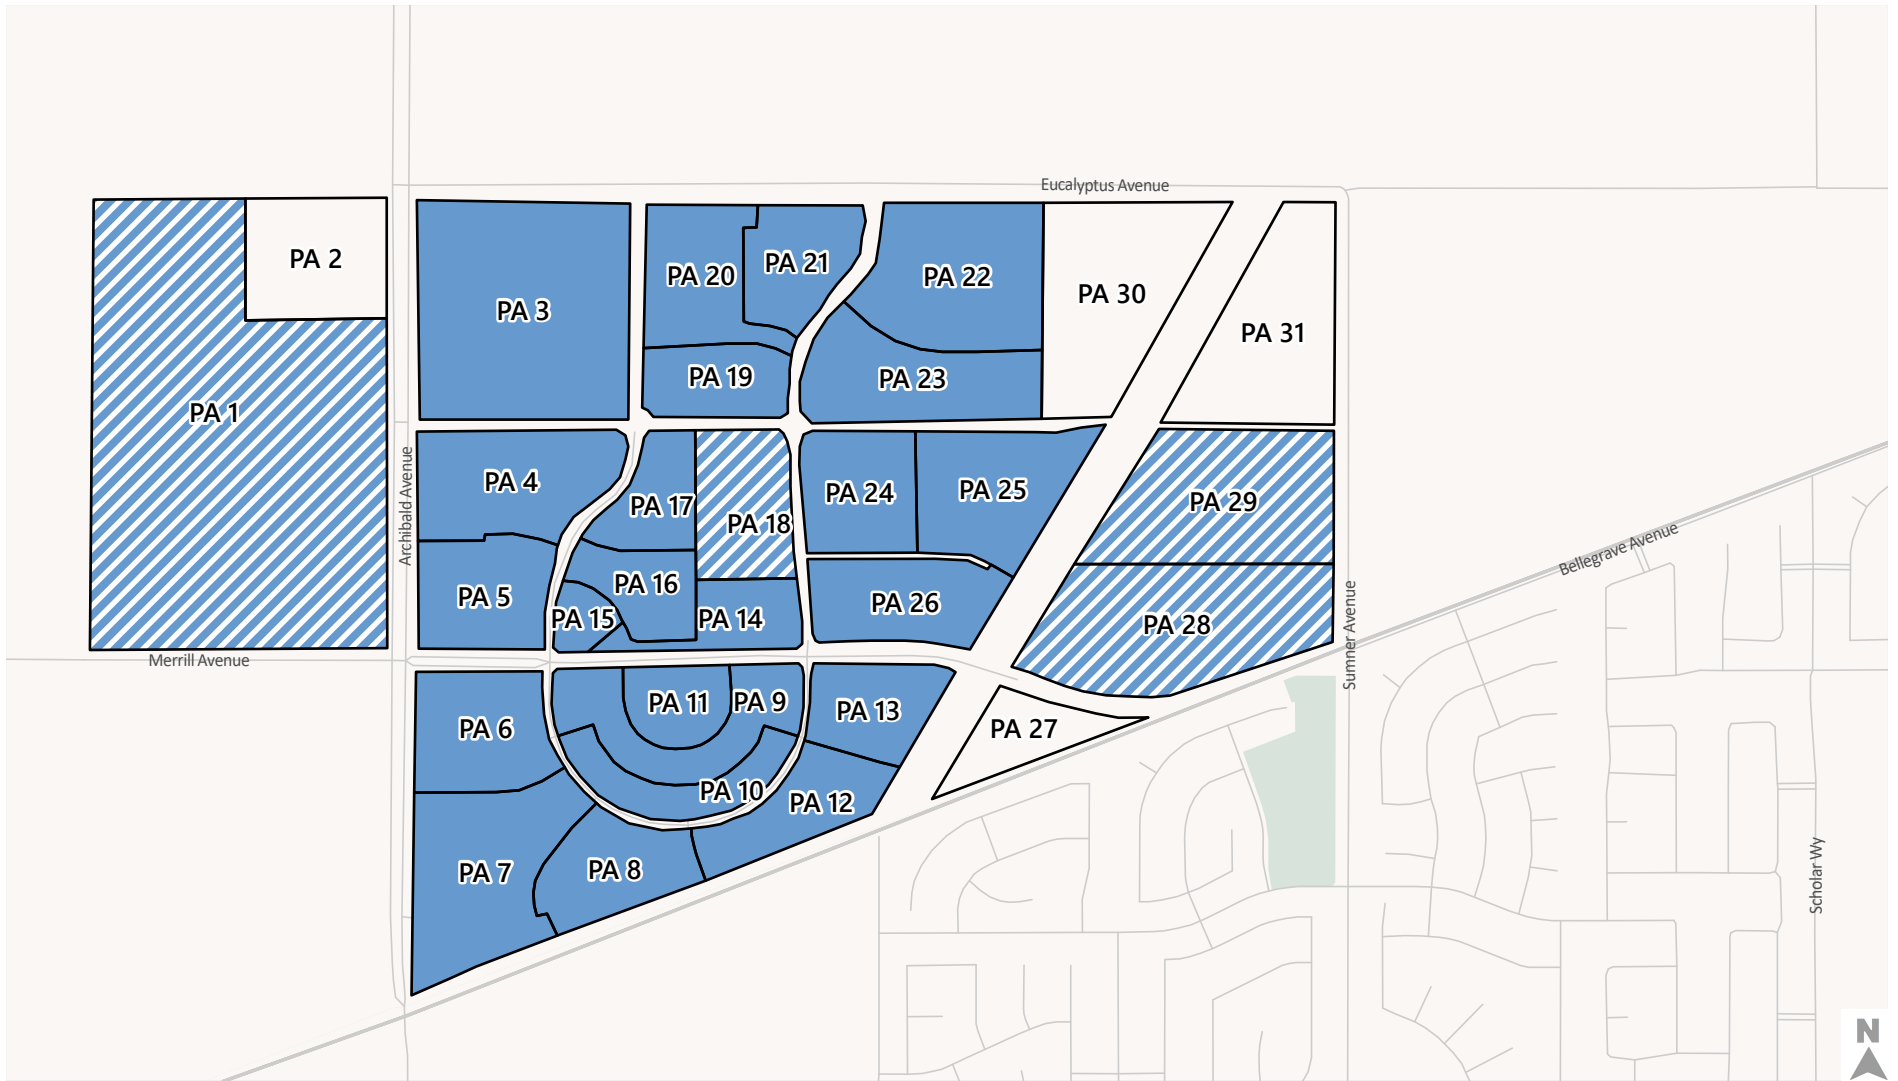 Eucalyptus Avenue
PA 2
PA 20
PA 21
PA 22
PA 30
PA 3
PA 31
PA 1
PA 19
PA 23
Archibald Avenue
PA 4
PA 17
PA 18
PA 24
PA 25
PA 29
Bellegrave Avenue
PA 5
PA 16
PA 15
PA 14
PA 26
PA 28
Sumner Avenue
Merrill Avenue
PA 6
PA 11
PA 9
PA 13
PA 27
PA 10
PA 12
PA 7
PA 8
Scholar Wy
N